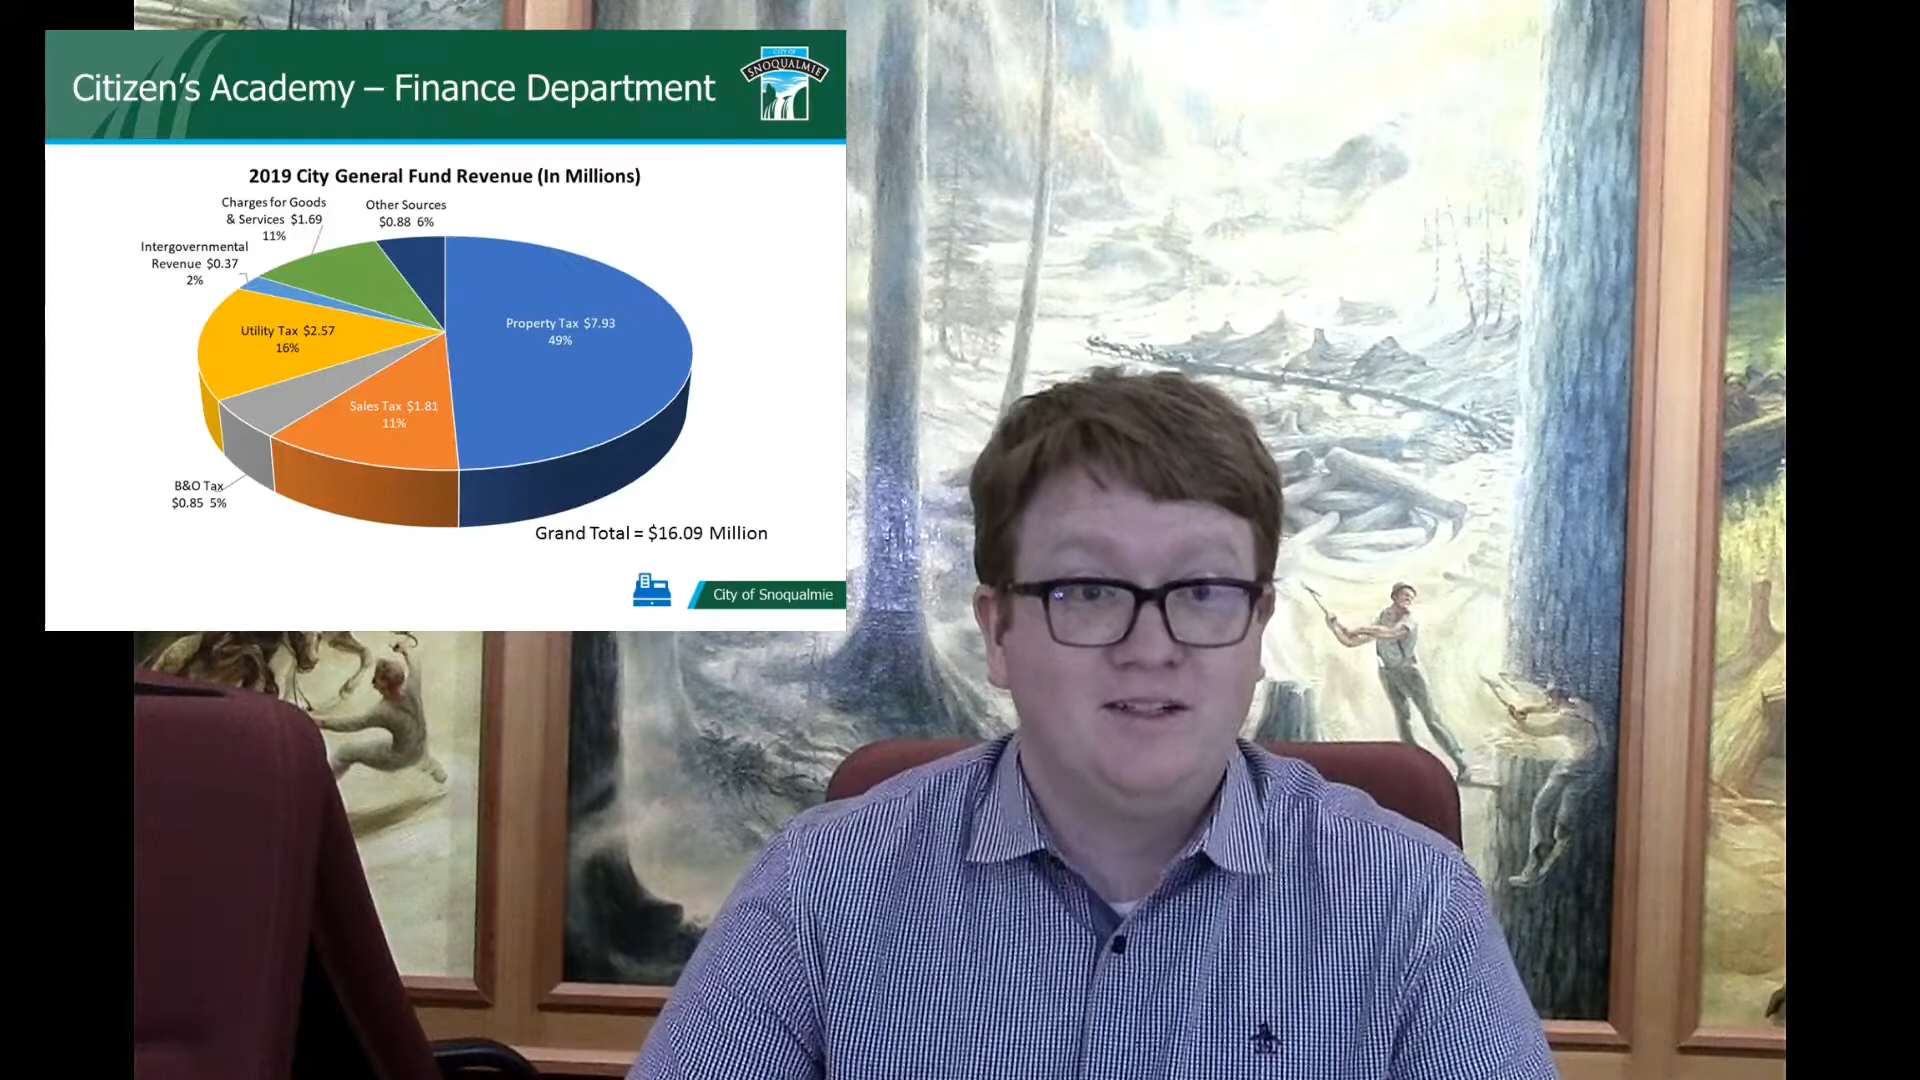 Citizen's Academy – Finance Department
CITY OF
SNOQUALMIE
2019 City General Fund Revenue (In Millions)
Charges for Goods
& Services $1.69
11%
Other Sources
$0.88 6%
Intergovernmental
Revenue $0.37
2%
Property Tax $7.93
49%
Utility Tax $2.57
16%
Sales Tax $1.81
11%
B&O Tax
$0.85 5%
Grand Total = $16.09 Million
City of Snoqualmie